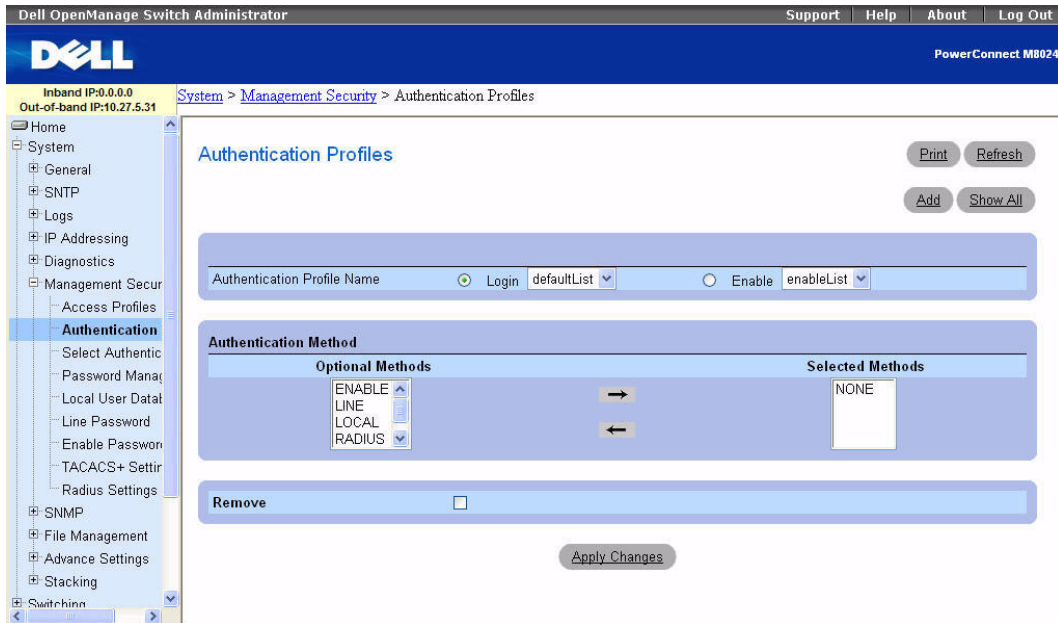 Dell OpenManage Switch Administrator
Support Help About Log Out
DELL
PowerConnect M8024
Inband IP:0.0.0.0
Out-of-band IP:10.27.5.31
System > Management Security > Authentication Profiles
Home
System
General
SNTP
Logs
IP Addressing
Diagnostics
Management Secur
Access Profiles
Authentication
Select Authentic
Password Manag
Local User Datab
Line Password
Enable Password
TACACS+ Settin
Radius Settings
SNMP
File Management
Advance Settings
Stacking
Switching
Authentication Profiles
Print Refresh
Add Show All
Authentication Profile Name Login defaultList Enable enableList
Authentication Method
Optional Methods Selected Methods
ENABLE
LINE
LOCAL
RADIUS
NONE
Remove
Apply Changes